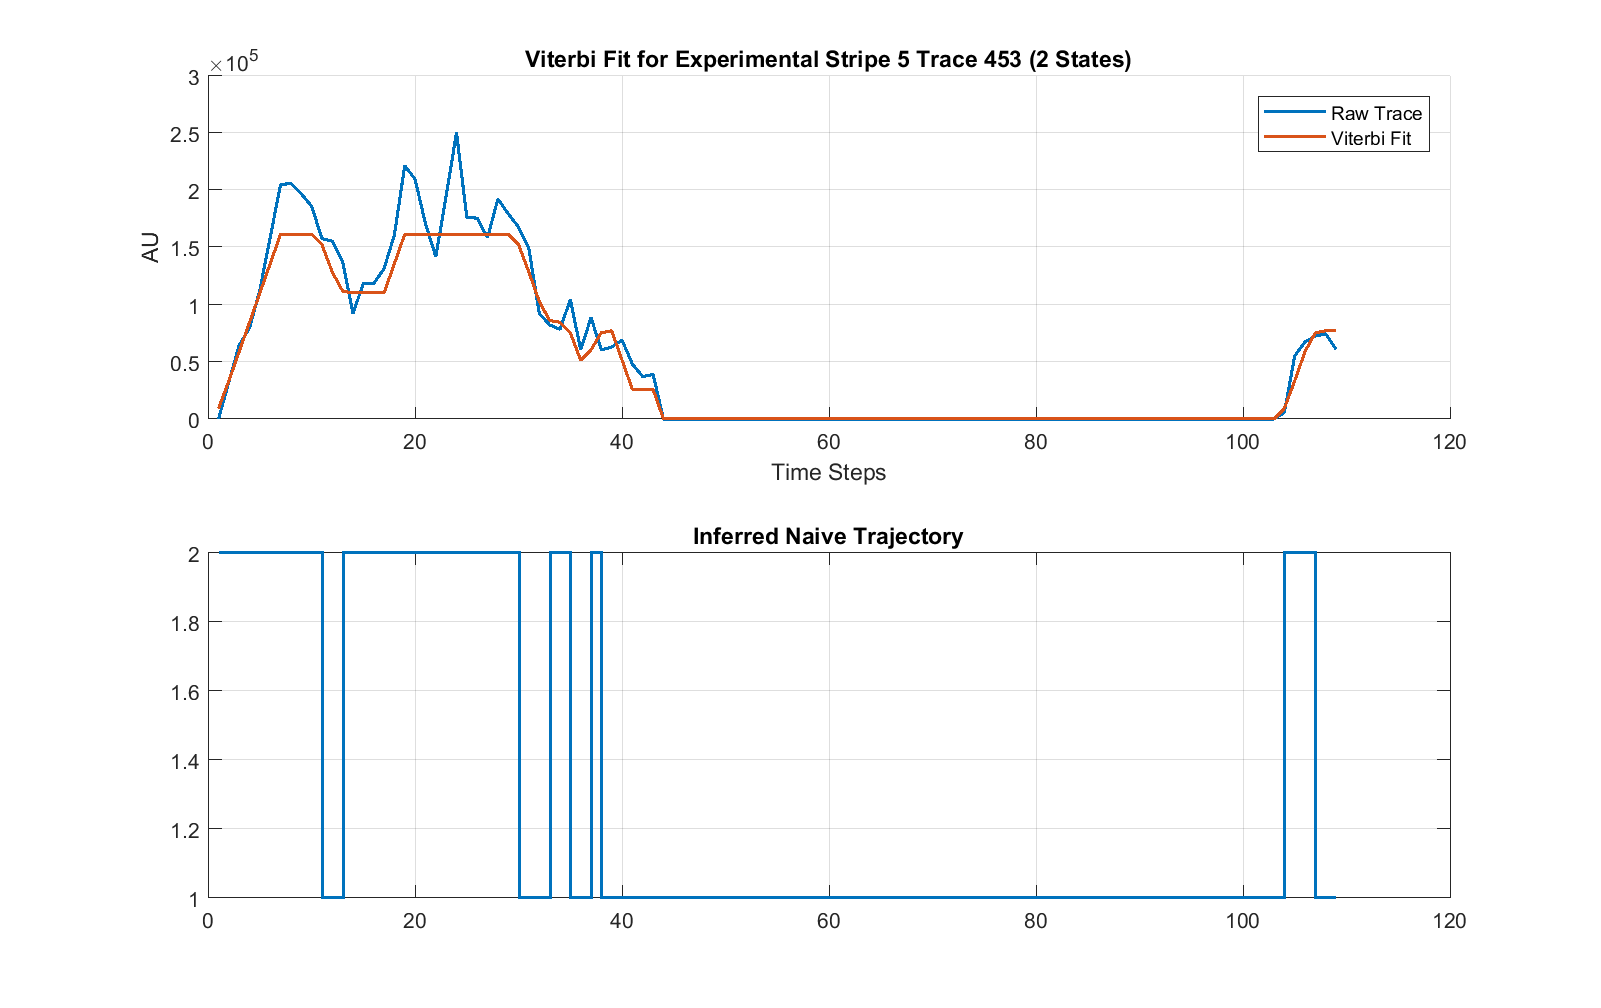 Viterbi Fit for Experimental Stripe 5 Trace 453 (2 States)
×10⁵
3
2.5
2
1.5
1
0.5
0
AU
Raw Trace
Viterbi Fit
0 20 40 60 80 100 120
Time Steps
Inferred Naive Trajectory
2
1.8
1.6
1.4
1.2
1
0 20 40 60 80 100 120